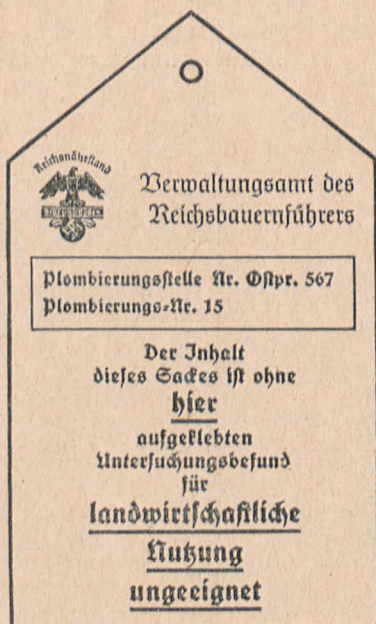 Reichsnährstand
Verwaltungsamt des
Reichsbauernführers
Plombierungsstelle Nr. Ostpr. 567
Plombierungs-Nr. 15
Der Inhalt
dieses Sackes ist ohne
hier
aufgeklebten
Untersuchungsbefund
für
landwirtschaftliche
Nutzung
ungeeignet